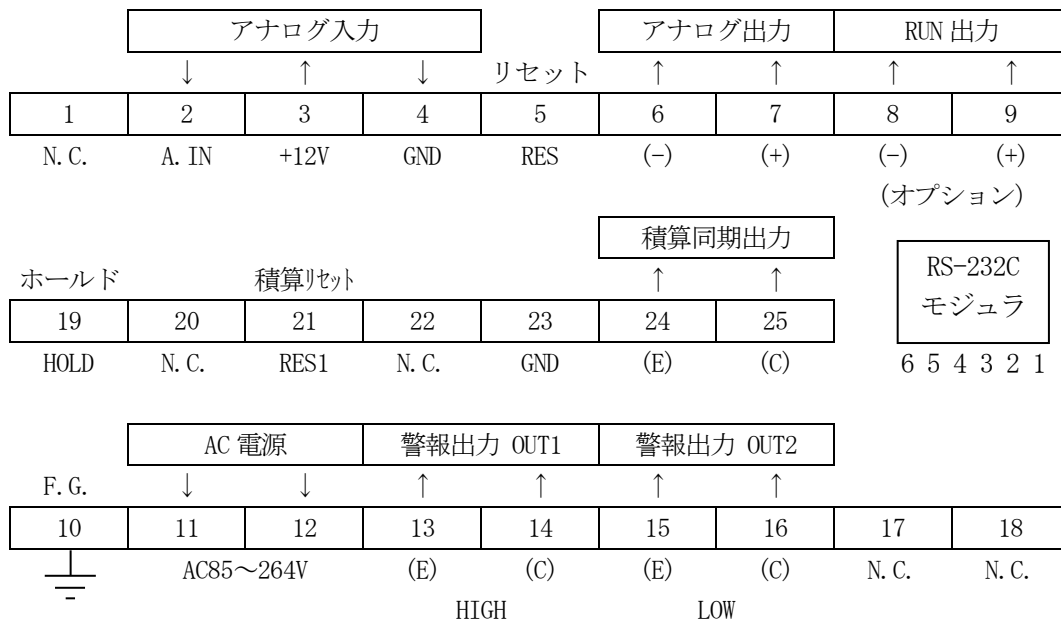 アナログ入力 アナログ出力 RUN 出力
↓ ↑ ↓ リセット ↑ ↑ ↑ ↑
1 2 3 4 5 6 7 8 9
N.C. A.IN +12V GND RES (-) (+) (-) (+)
(オプション)
積算同期出力
RS-232C
ホールド 積算リセット ↑ ↑
モジュラ
19 20 21 22 23 24 25
HOLD N.C. RES1 N.C. GND (E) (C) 6 5 4 3 2 1
AC 電源 警報出力 OUT1 警報出力 OUT2
F.G. ↓ ↓ ↑ ↑ ↑ ↑
10 11 12 13 14 15 16 17 18
AC85～264V (E) (C) (E) (C) N.C. N.C.
HIGH LOW